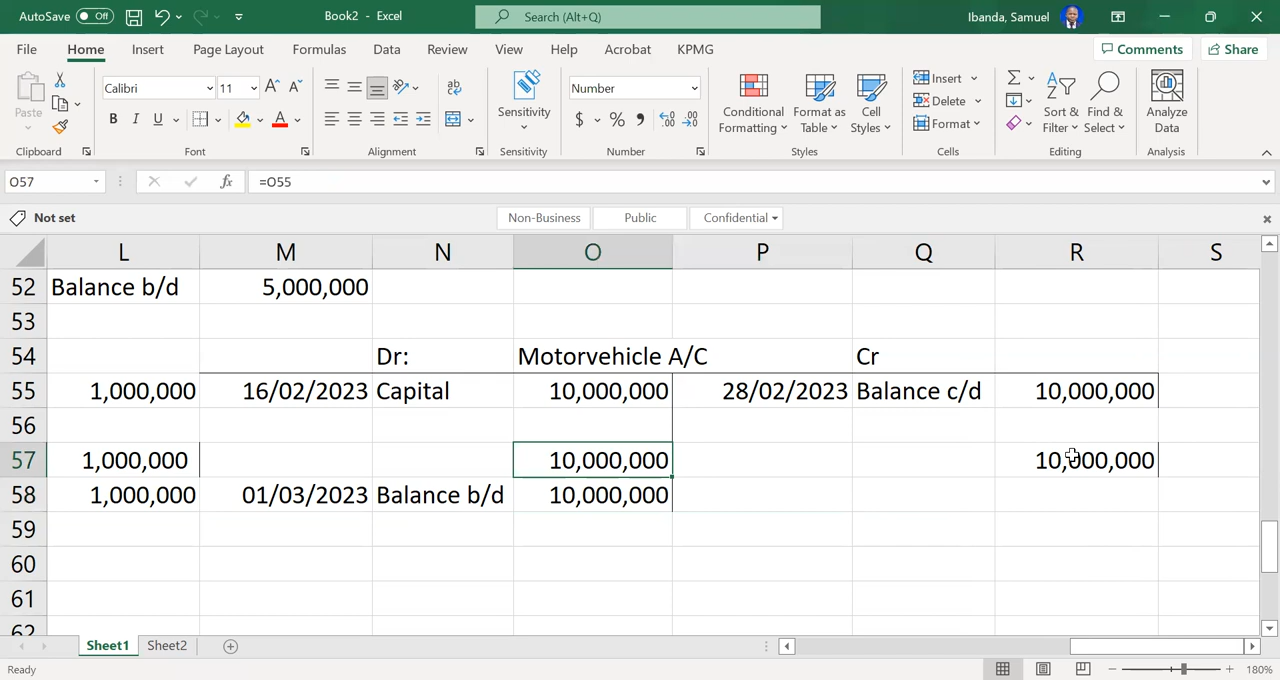 AutoSave Off Book2 - Excel Search (Alt+Q) Ibanda, Samuel
File Home Insert Page Layout Formulas Data Review View Help Acrobat KPMG Comments Share
Paste Calibri 11 B I U A Sensitivity Number $ % Conditional Formatting Format as Table Cell Styles Insert Delete Format Sort & Filter Find & Select Analyze Data
Clipboard Font Alignment Sensitivity Number Styles Cells Editing Analysis
O57 fx =O55
Not set Non-Business Public Confidential
L M N O P Q R S
52 Balance b/d 5,000,000
53
54 Dr: Motorvehicle A/C Cr
55 1,000,000 16/02/2023 Capital 10,000,000 28/02/2023 Balance c/d 10,000,000
56
57 1,000,000 10,000,000 10,000,000
58 1,000,000 01/03/2023 Balance b/d 10,000,000
59
60
61
62
Sheet1 Sheet2
Ready 180%